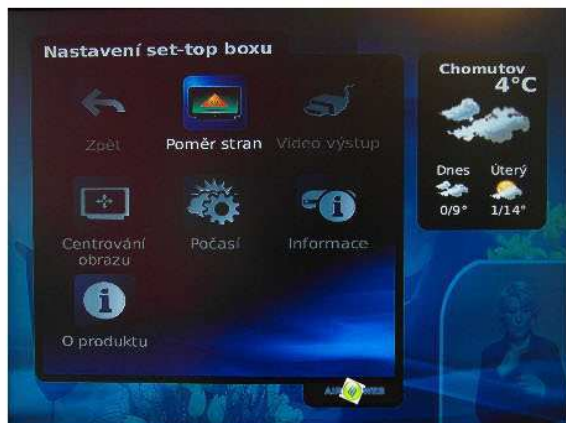 Nastavení set-top boxu
Zpět
Poměr stran
Video výstup
Centrování
obrazu
Počasí
Informace
O produktu
Chomutov
4°C
Dnes
Úterý
0/9°
1/14°
WEB